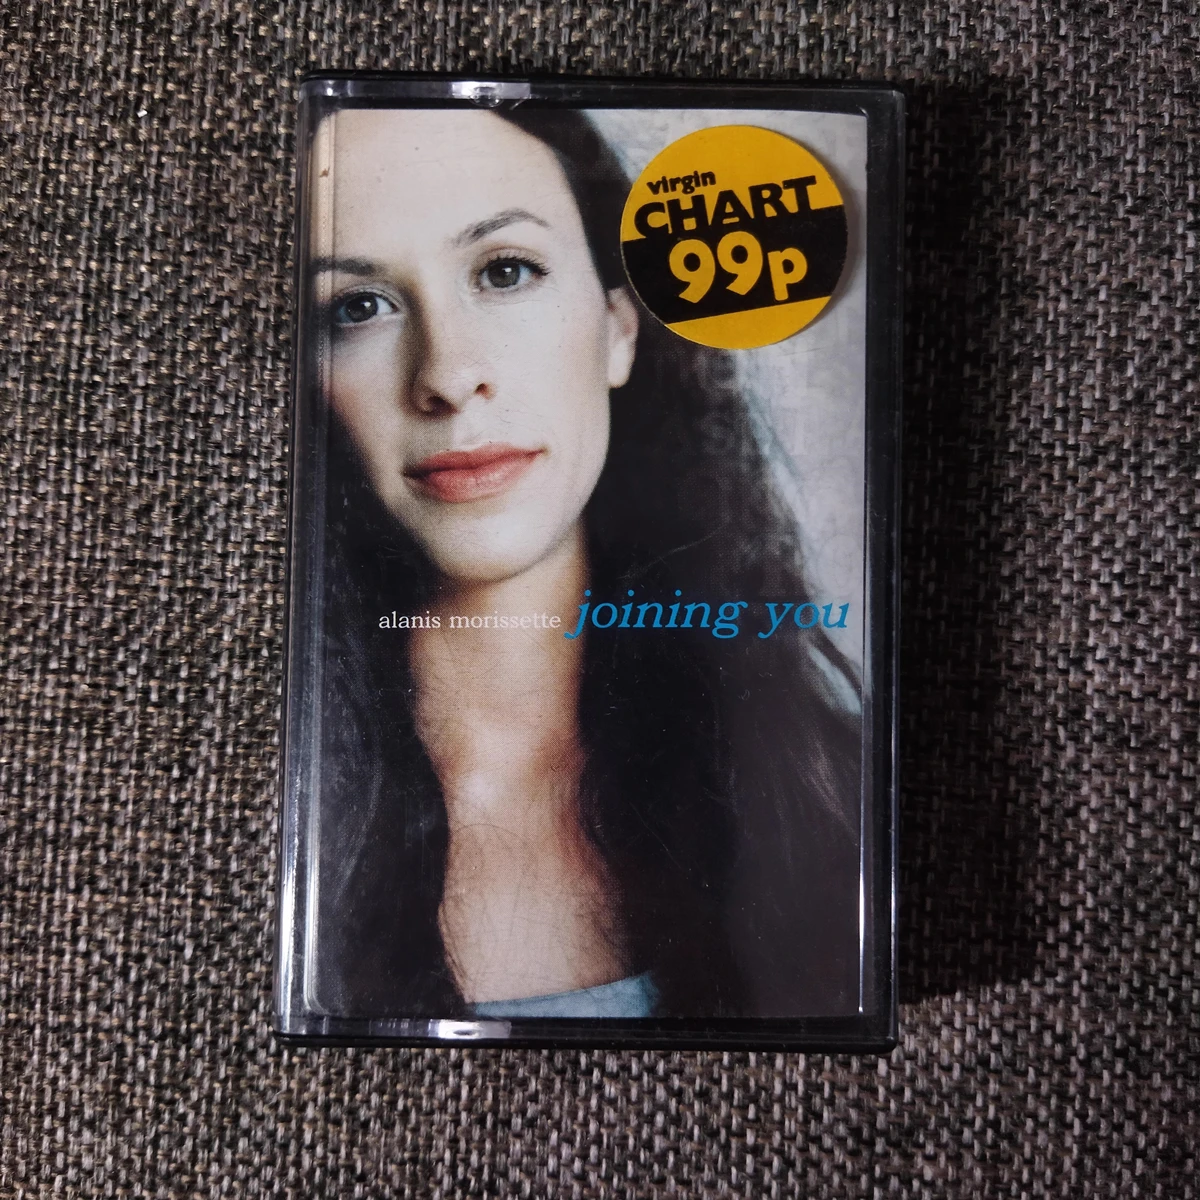 virgin
CHART
99p
alanis morissette joining you